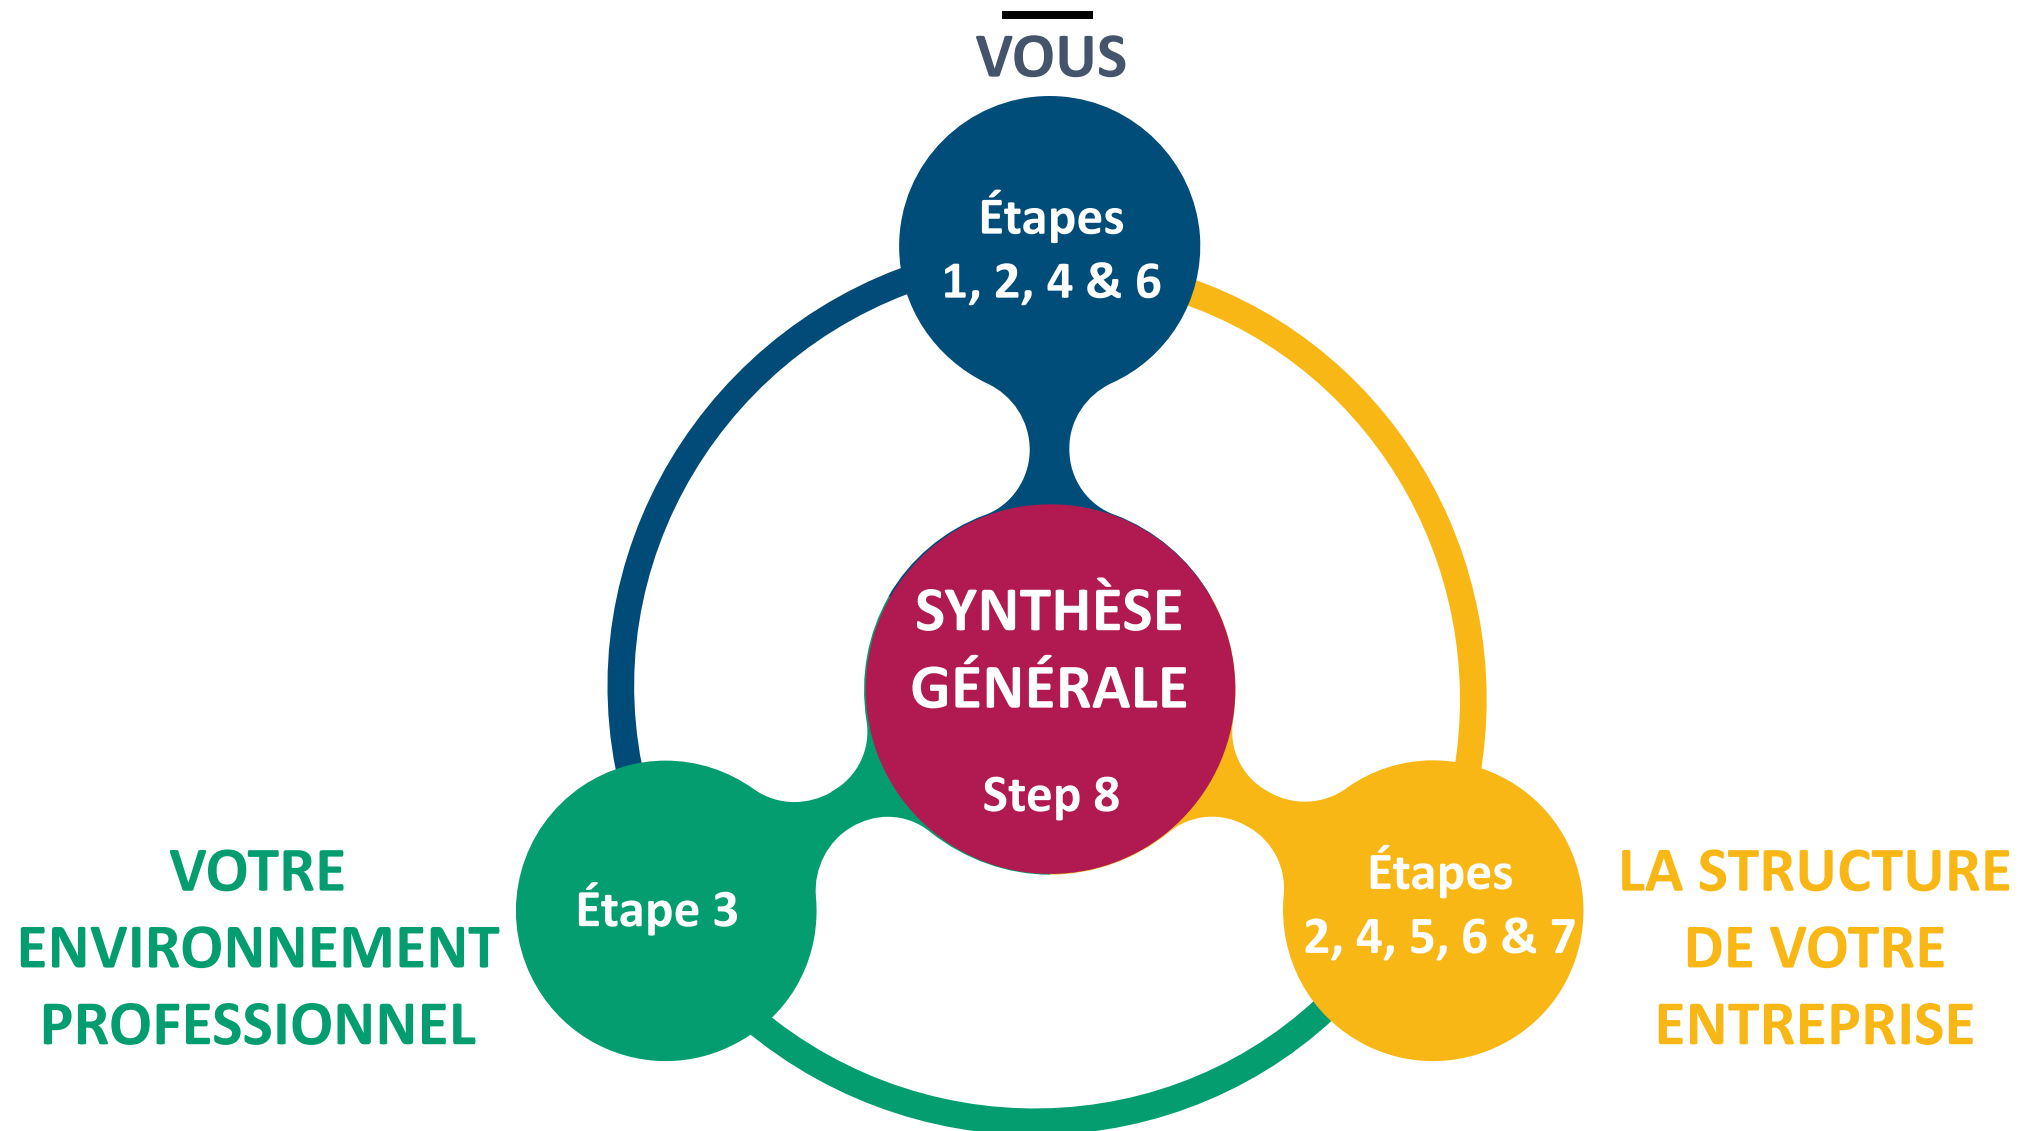 VOUS
Étapes
1, 2, 4 & 6
SYNTHÈSE
GÉNÉRALE
Step 8
VOTRE
ENVIRONNEMENT
PROFESSIONNEL
Étape 3
Étapes
2, 4, 5, 6 & 7
LA STRUCTURE
DE VOTRE
ENTREPRISE